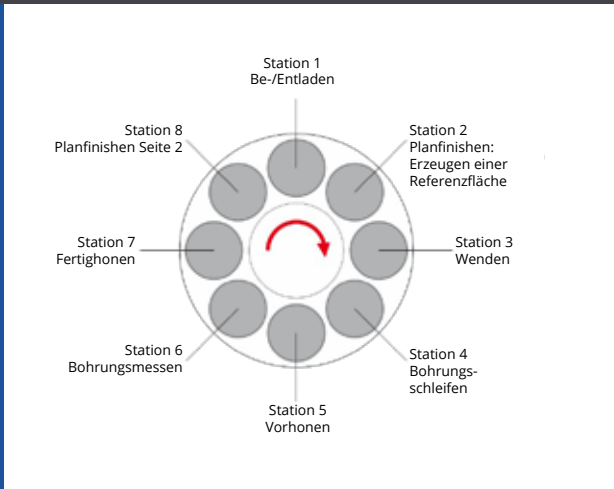 Station 1
Be-/Entladen
Station 2
Planfinishen:
Erzeugen einer
Referenzfläche
Station 3
Wenden
Station 4
Bohrungs-
schleifen
Station 5
Vorhonen
Station 6
Bohrungsmessen
Station 7
Fertighonen
Station 8
Planfinishen Seite 2